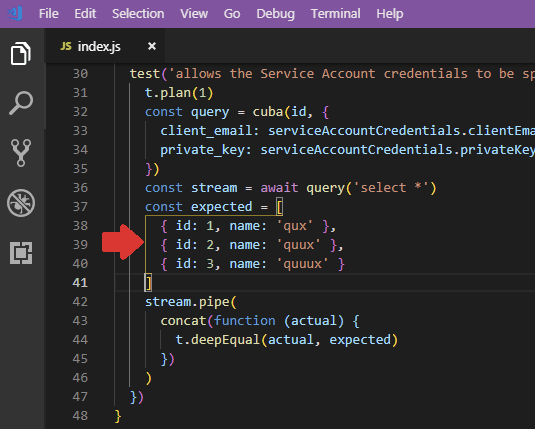 File Edit Selection View Go Debug Terminal Help
JS index.js ×
30 test('allows the Service Account credentials to be sp
31 t.plan(1)
32 const query = cuba(id, {
33 client_email: serviceAccountCredentials.clientEma
34 private_key: serviceAccountCredentials.privateKey
35 })
36 const stream = await query('select *')
37 const expected = [
38 { id: 1, name: 'qux' },
39 { id: 2, name: 'quux' },
40 { id: 3, name: 'quuux' }
41 ]
42 stream.pipe(
43 concat(function (actual) {
44 t.deepEqual(actual, expected)
45 })
46 )
47 })
48 }